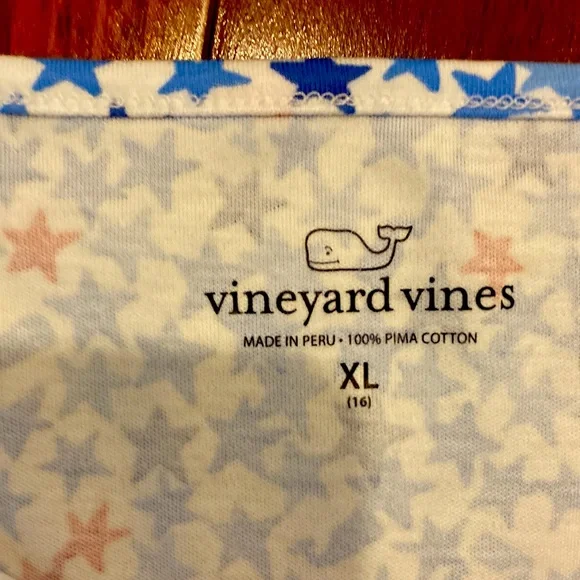 vineyard vines
MADE IN PERU • 100% PIMA COTTON
XL
(16)